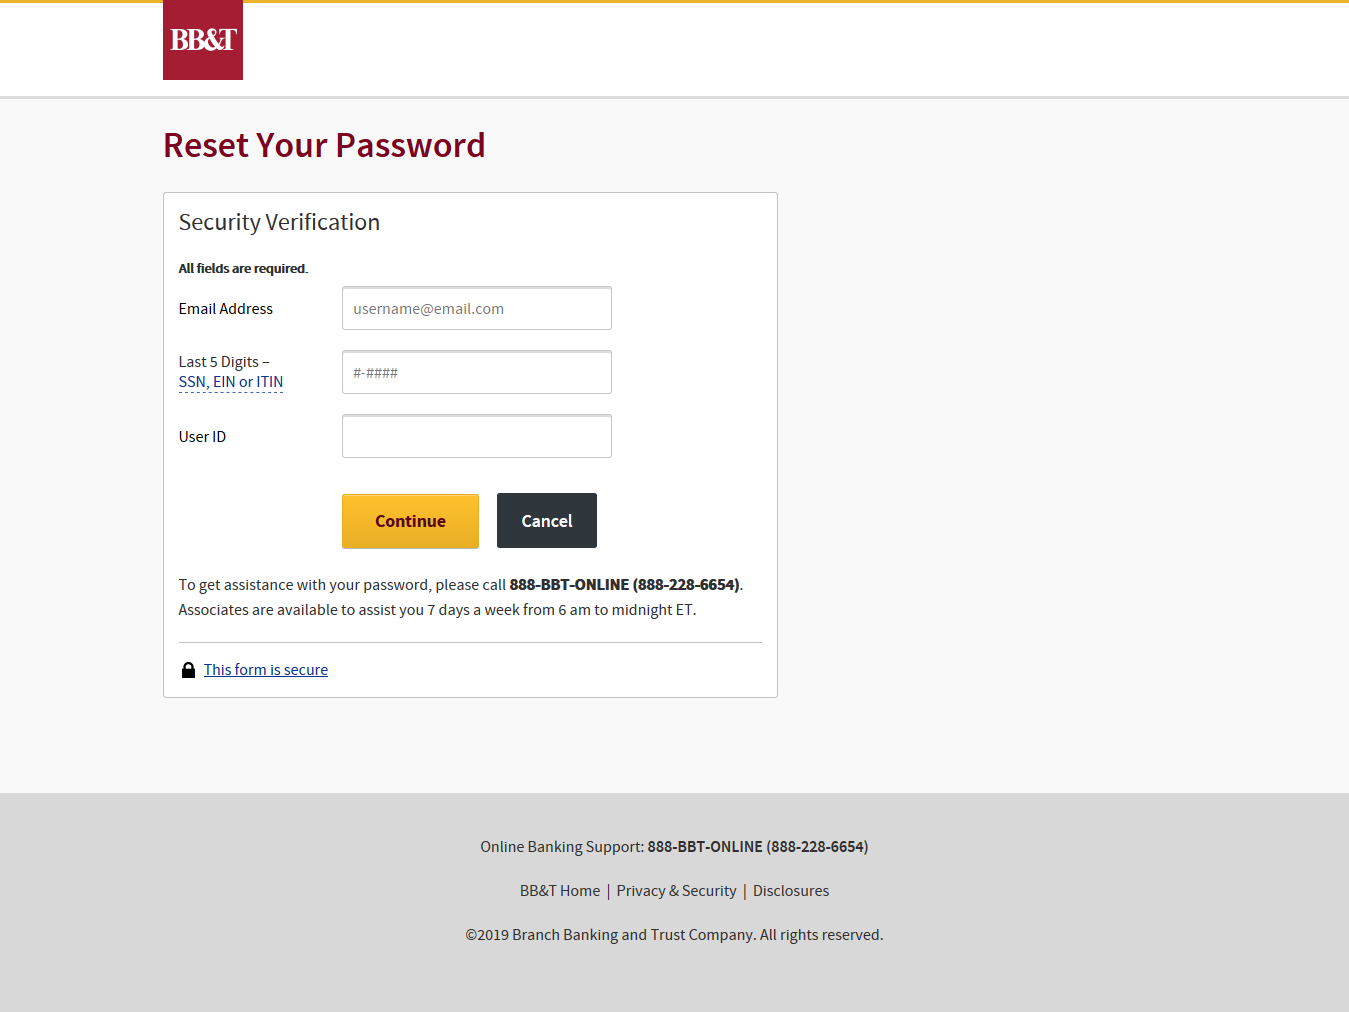 BB&T
Reset Your Password
Security Verification
All fields are required.
Email Address
username@email.com
Last 5 Digits –
SSN, EIN or ITIN
#-####
User ID
Continue
Cancel
To get assistance with your password, please call 888-BBT-ONLINE (888-228-6654).
Associates are available to assist you 7 days a week from 6 am to midnight ET.
This form is secure
Online Banking Support: 888-BBT-ONLINE (888-228-6654)
BB&T Home | Privacy & Security | Disclosures
©2019 Branch Banking and Trust Company. All rights reserved.